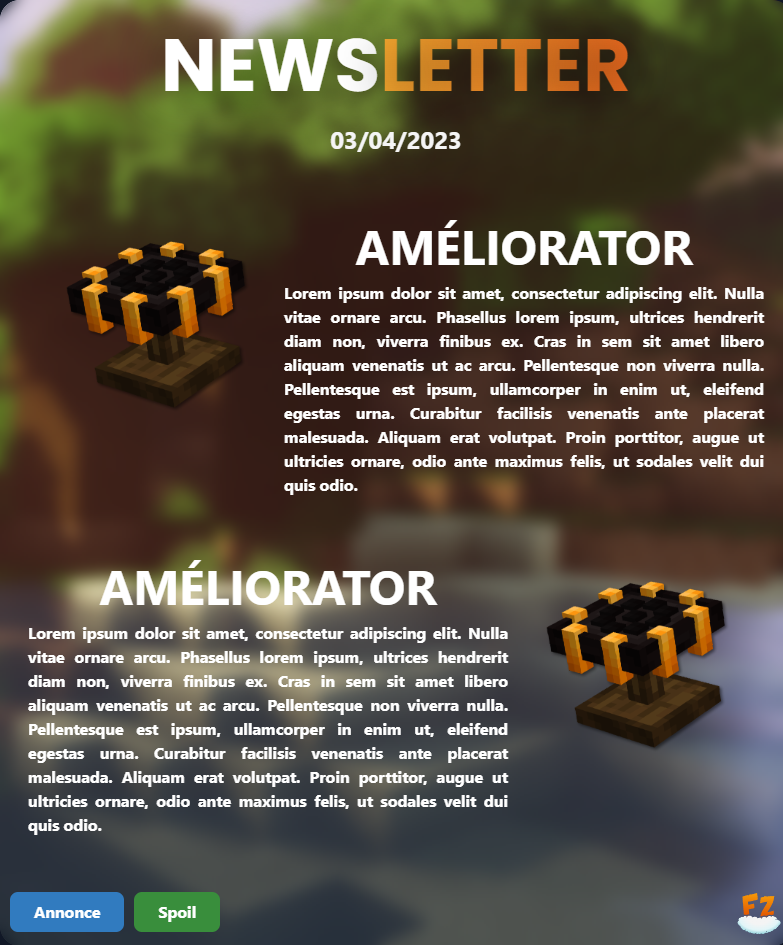 NEWSLETTER
03/04/2023
AMÉLIORATOR
Lorem ipsum dolor sit amet, consectetur adipiscing elit. Nulla
vitae ornare arcu. Phasellus lorem ipsum, ultrices hendrerit
diam non, viverra finibus ex. Cras in sem sit amet libero
aliquam venenatis ut ac arcu. Pellentesque non viverra nulla.
Pellentesque est ipsum, ullamcorper in enim ut, eleifend
egestas urna. Curabitur facilisis venenatis ante placerat
malesuada. Aliquam erat volutpat. Proin porttitor, augue ut
ultricies ornare, odio ante maximus felis, ut sodales velit dui
quis odio.
AMÉLIORATOR
Lorem ipsum dolor sit amet, consectetur adipiscing elit. Nulla
vitae ornare arcu. Phasellus lorem ipsum, ultrices hendrerit
diam non, viverra finibus ex. Cras in sem sit amet libero
aliquam venenatis ut ac arcu. Pellentesque non viverra nulla.
Pellentesque est ipsum, ullamcorper in enim ut, eleifend
egestas urna. Curabitur facilisis venenatis ante placerat
malesuada. Aliquam erat volutpat. Proin porttitor, augue ut
ultricies ornare, odio ante maximus felis, ut sodales velit dui
quis odio.
Annonce
Spoil
FZ